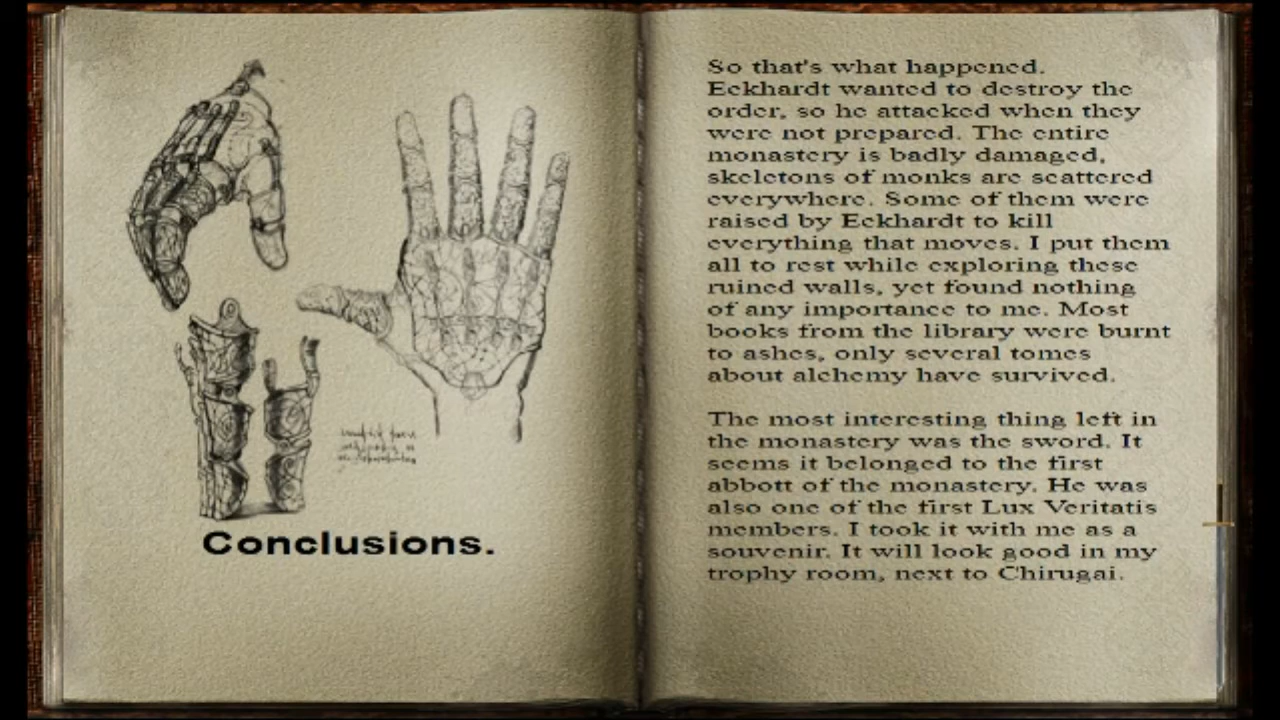 Conclusions.
So that's what happened.
Eckhardt wanted to destroy the
order, so he attacked when they
were not prepared. The entire
monastery is badly damaged,
skeletons of monks are scattered
everywhere. Some of them were
raised by Eckhardt to kill
everything that moves. I put them
all to rest while exploring these
ruined walls, yet found nothing
of any importance to me. Most
books from the library were burnt
to ashes, only several tomes
about alchemy have survived.
The most interesting thing left in
the monastery was the sword. It
seems it belonged to the first
abbott of the monastery. He was
also one of the first Lux Veritatis
members. I took it with me as a
souvenir. It will look good in my
trophy room, next to Chirugai.